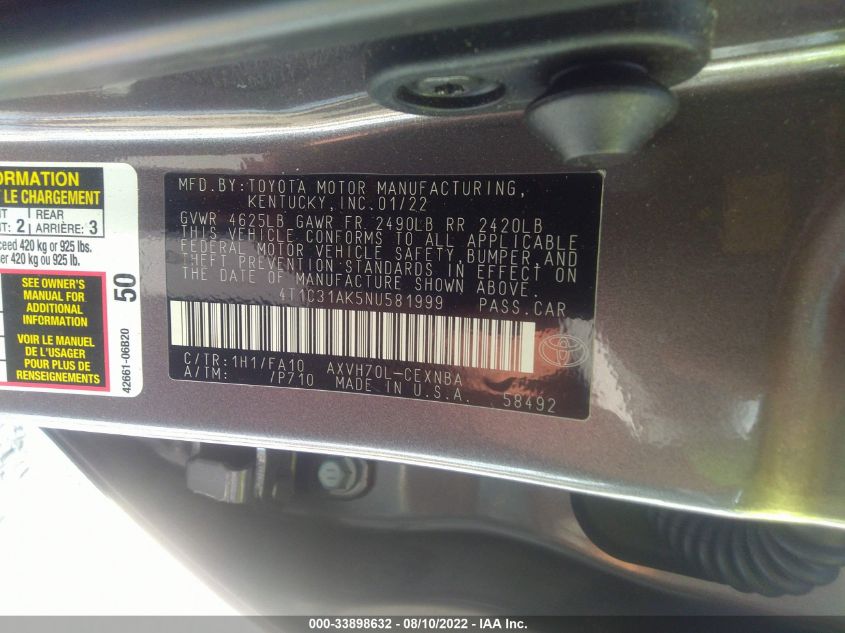 ORMATION
LE CHARGEMENT
2 REAR
ARRIÈRE: 3
ceed 420 kg or 925 lbs.
er 420 kg ou 925 lb.
SEE OWNER'S
MANUAL FOR
ADDITIONAL
INFORMATION
VOIR LE MANUEL
DE L'USAGER
POUR PLUS DE
RENSEIGNEMENTS
50
42661-06B20
MFD.BY:TOYOTA MOTOR MANUFACTURING,
KENTUCKY, INC.01/22
GVWR 4625LB GAWR FR 2490LB RR 2420LB
THIS VEHICLE CONFORMS TO ALL APPLICABLE
FEDERAL MOTOR VEHICLE SAFETY,BUMPER,AND
THEFT PREVENTION STANDARDS IN EFFECT ON
THE DATE OF MANUFACTURE SHOWN ABOVE.
4T1C31AK5NU581999 PASS.CAR
C/TR:1H1/FA10 AXVH70L-CEXNBA
A/TM: /P710 MADE IN U.S.A. 58492
000-33898632 - 08/10/2022 - IAA Inc.